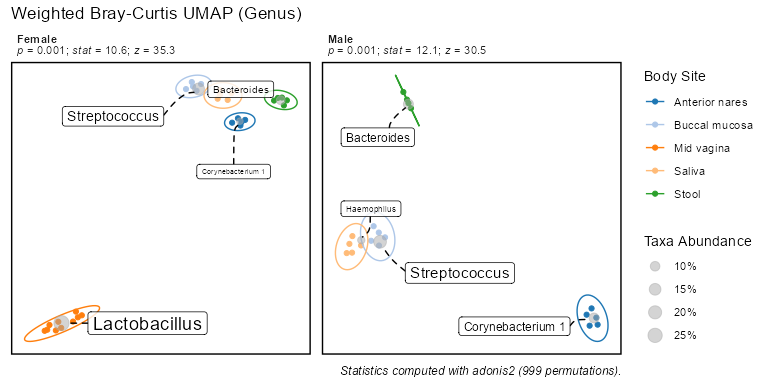 Weighted Bray-Curtis UMAP (Genus)
Female
p = 0.001; stat = 10.6; z = 35.3
Male
p = 0.001; stat = 12.1; z = 30.5
Bacteroides
Streptococcus
Corynebacterium 1
Lactobacillus
Bacteroides
Haemophilus
Streptococcus
Corynebacterium 1
Body Site
Anterior nares
Buccal mucosa
Mid vagina
Saliva
Stool
Taxa Abundance
10%
15%
20%
25%
Statistics computed with adonis2 (999 permutations).